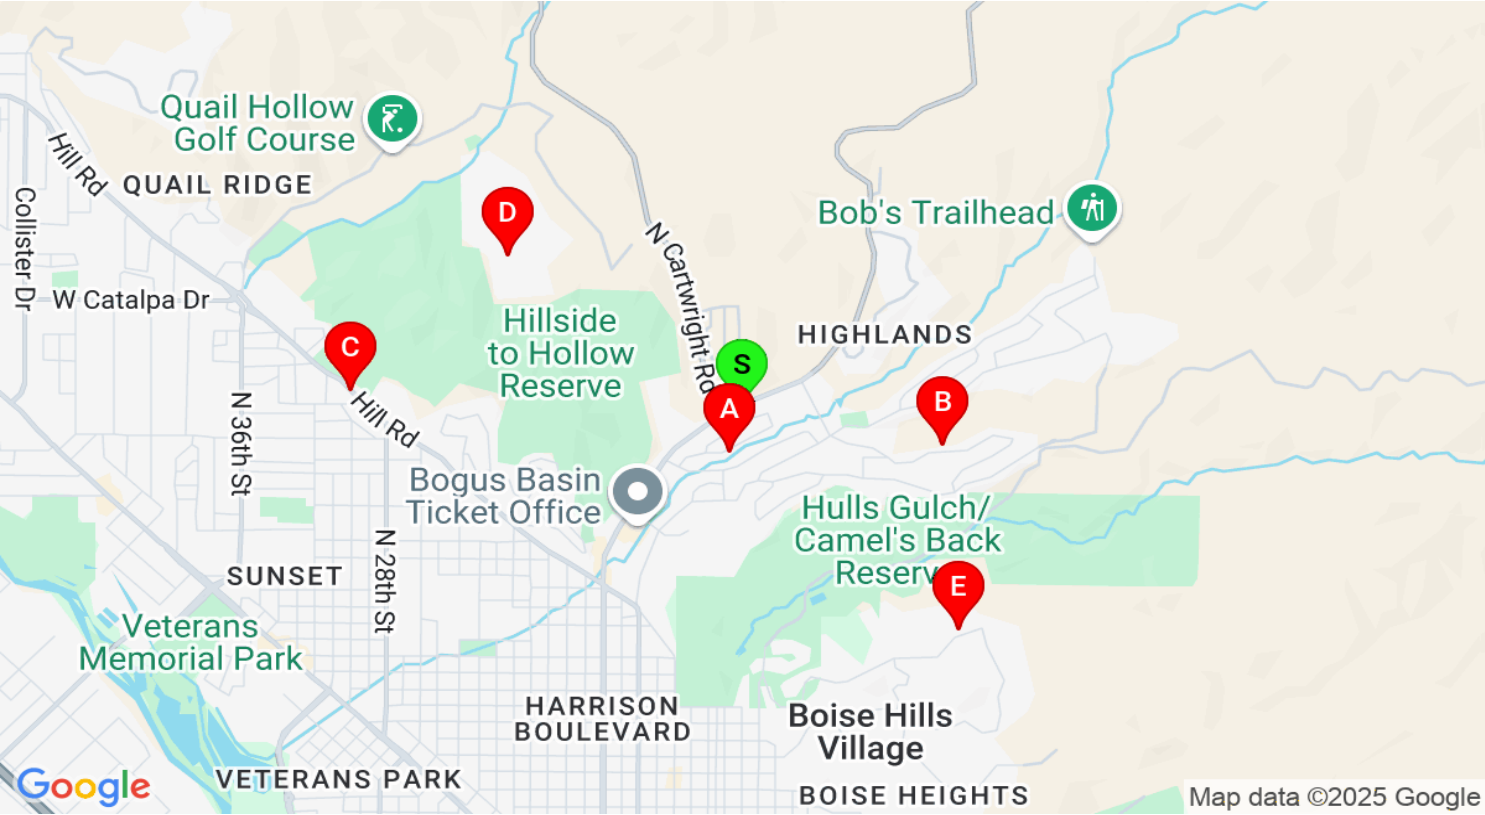 Quail Hollow
Golf Course
Hill Rd
QUAIL RIDGE
Collister Dr
D
N Cartwright Rd
Bob's Trailhead
W Catalpa Dr
Hillside
to Hollow
Reserve
HIGHLANDS
C
S
A
B
Hill Rd
N 36th St
Bogus Basin
Ticket Office
Hulls Gulch/
Camel's Back
Reserv
E
N 28th St
SUNSET
Veterans
Memorial Park
HARRISON
BOULEVARD
Boise Hills
Village
Google
VETERANS PARK
BOISE HEIGHTS
Map data ©2025 Google